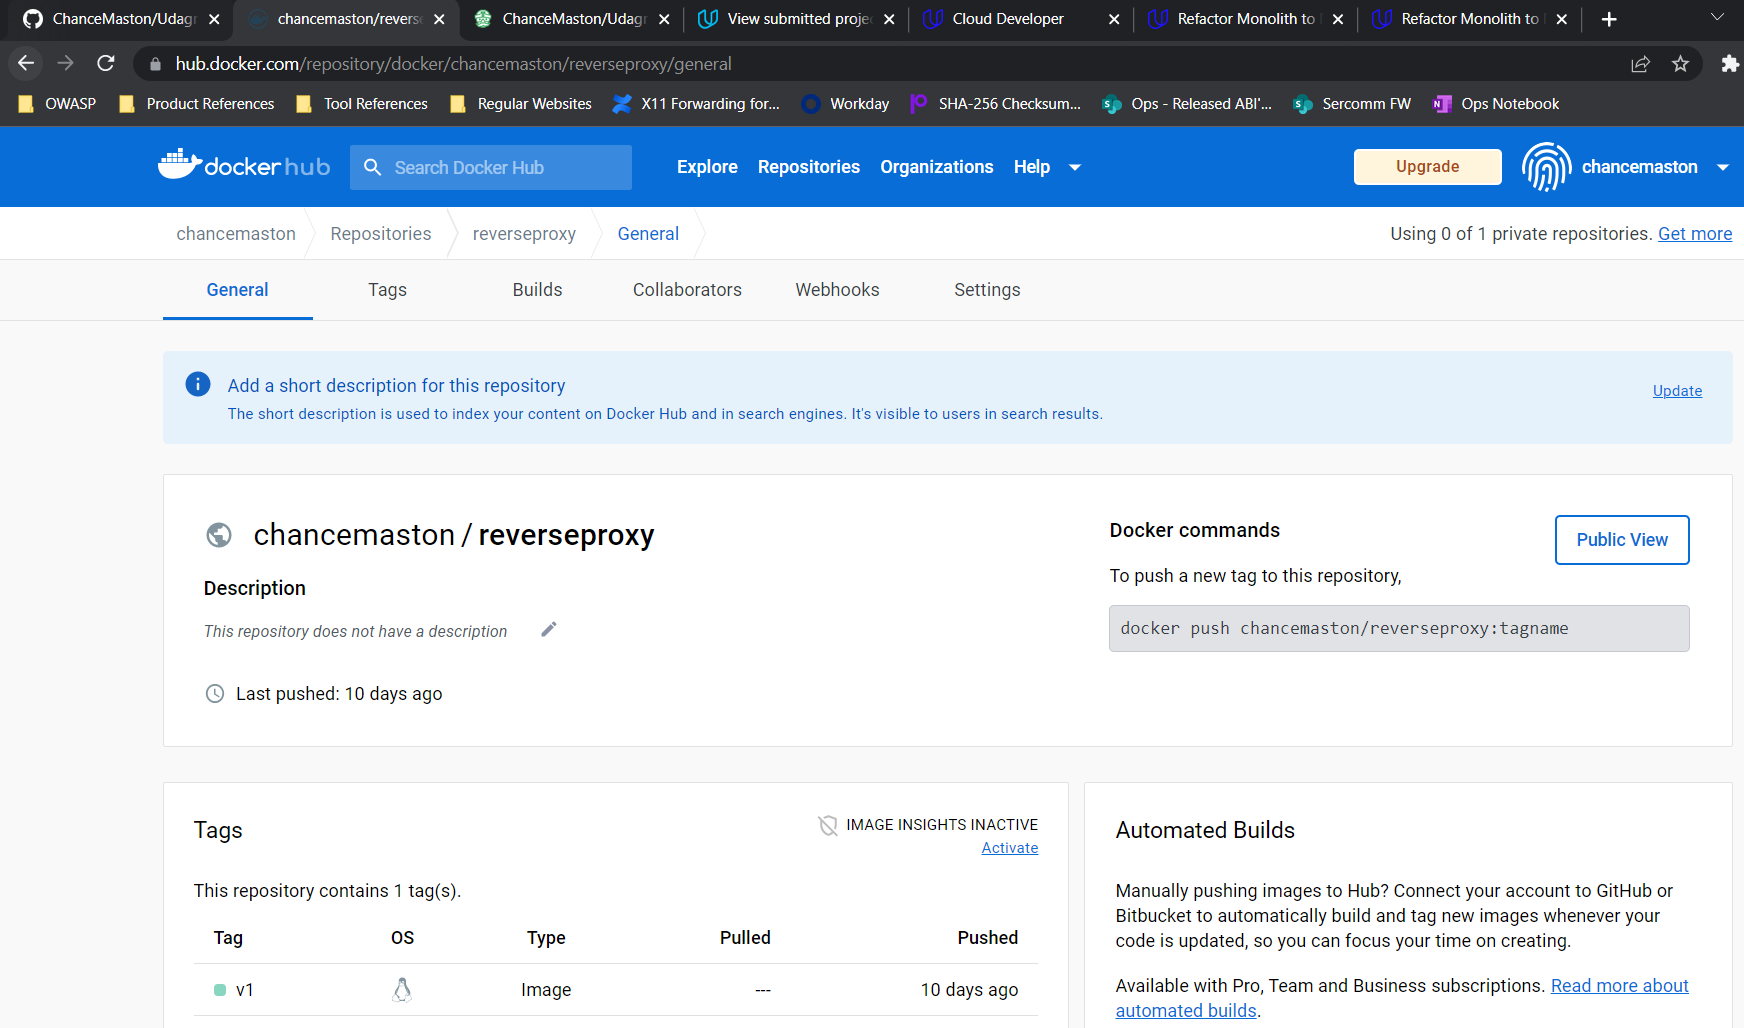 ChanceMaston/Udagr
chancemaston/reverse
ChanceMaston/Udagr
View submitted projec
Cloud Developer
Refactor Monolith to
Refactor Monolith to
hub.docker.com/repository/docker/chancemaston/reverseproxy/general
OWASP
Product References
Tool References
Regular Websites
X11 Forwarding for...
Workday
SHA-256 Checksum...
Ops - Released ABI'...
Sercomm FW
Ops Notebook
docker hub
Search Docker Hub
Explore
Repositories
Organizations
Help
Upgrade
chancemaston
chancemaston
Repositories
reverseproxy
General
Using 0 of 1 private repositories. Get more
General
Tags
Builds
Collaborators
Webhooks
Settings
Add a short description for this repository
The short description is used to index your content on Docker Hub and in search engines. It's visible to users in search results.
Update
chancemaston / reverseproxy
Description
This repository does not have a description
Last pushed: 10 days ago
Docker commands
Public View
To push a new tag to this repository,
docker push chancemaston/reverseproxy:tagname
Tags
IMAGE INSIGHTS INACTIVE
Activate
This repository contains 1 tag(s).
Tag OS Type Pulled Pushed
v1 Image --- 10 days ago
Automated Builds
Manually pushing images to Hub? Connect your account to GitHub or
Bitbucket to automatically build and tag new images whenever your
code is updated, so you can focus your time on creating.
Available with Pro, Team and Business subscriptions. Read more about
automated builds.